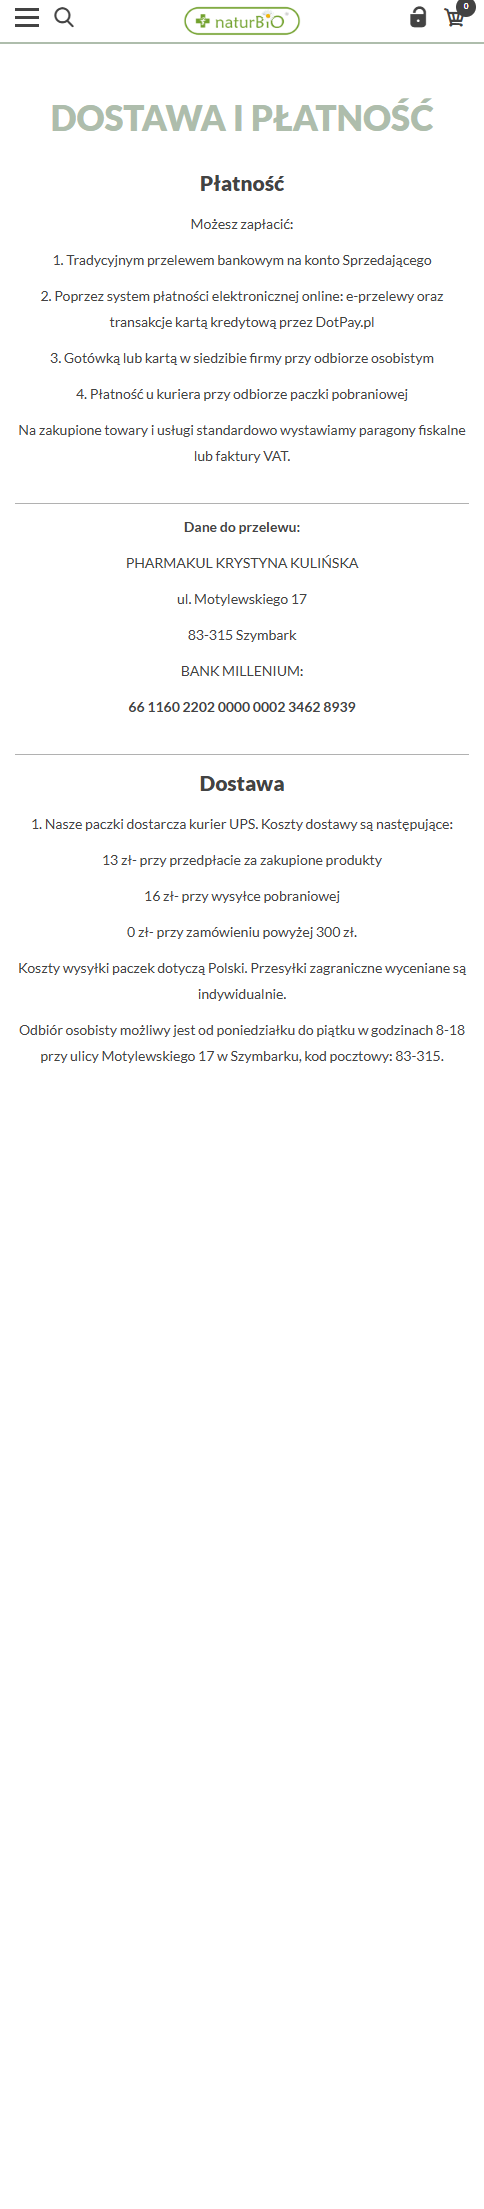 naturBiO
0
DOSTAWA I PŁATNOŚĆ
Płatność
Możesz zapłacić:
1. Tradycyjnym przelewem bankowym na konto Sprzedającego
2. Poprzez system płatności elektronicznej online: e-przelewy oraz
transakcje kartą kredytową przez DotPay.pl
3. Gotówką lub kartą w siedzibie firmy przy odbiorze osobistym
4. Płatność u kuriera przy odbiorze paczki pobraniowej
Na zakupione towary i usługi standardowo wystawiamy paragony fiskalne
lub faktury VAT.
Dane do przelewu:
PHARMAKUL KRYSTYNA KULIŃSKA
ul. Motylewskiego 17
83-315 Szymbark
BANK MILLENIUM:
66 1160 2202 0000 0002 3462 8939
Dostawa
1. Nasze paczki dostarcza kurier UPS. Koszty dostawy są następujące:
13 zł- przy przedpłacie za zakupione produkty
16 zł- przy wysyłce pobraniowej
0 zł- przy zamówieniu powyżej 300 zł.
Koszty wysyłki paczek dotyczą Polski. Przesyłki zagraniczne wyceniane są
indywidualnie.
Odbiór osobisty możliwy jest od poniedziałku do piątku w godzinach 8-18
przy ulicy Motylewskiego 17 w Szymbarku, kod pocztowy: 83-315.